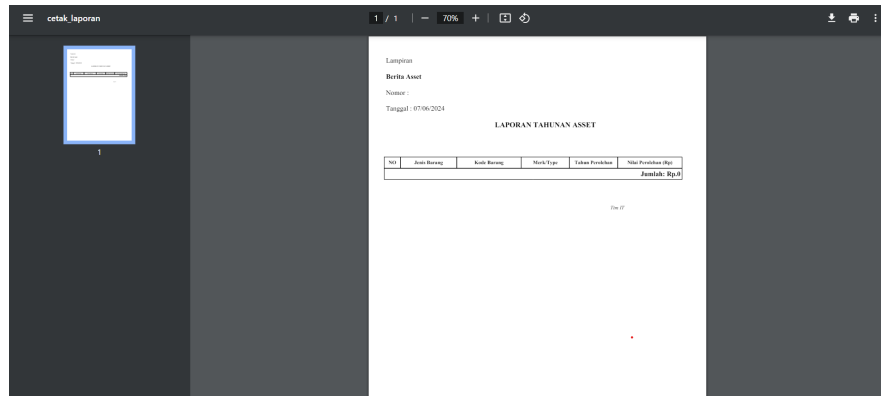 cetak_laporan
1 / 1
70%
1
Lampiran
Berita Asset
Nomor :
Tanggal : 07/06/2024
LAPORAN TAHUNAN ASSET
NO Jenis Barang Kode Barang Merk/Type Tahun Perolehan Nilai Perolehan (Rp)
Jumlah: Rp.0
Tim IT